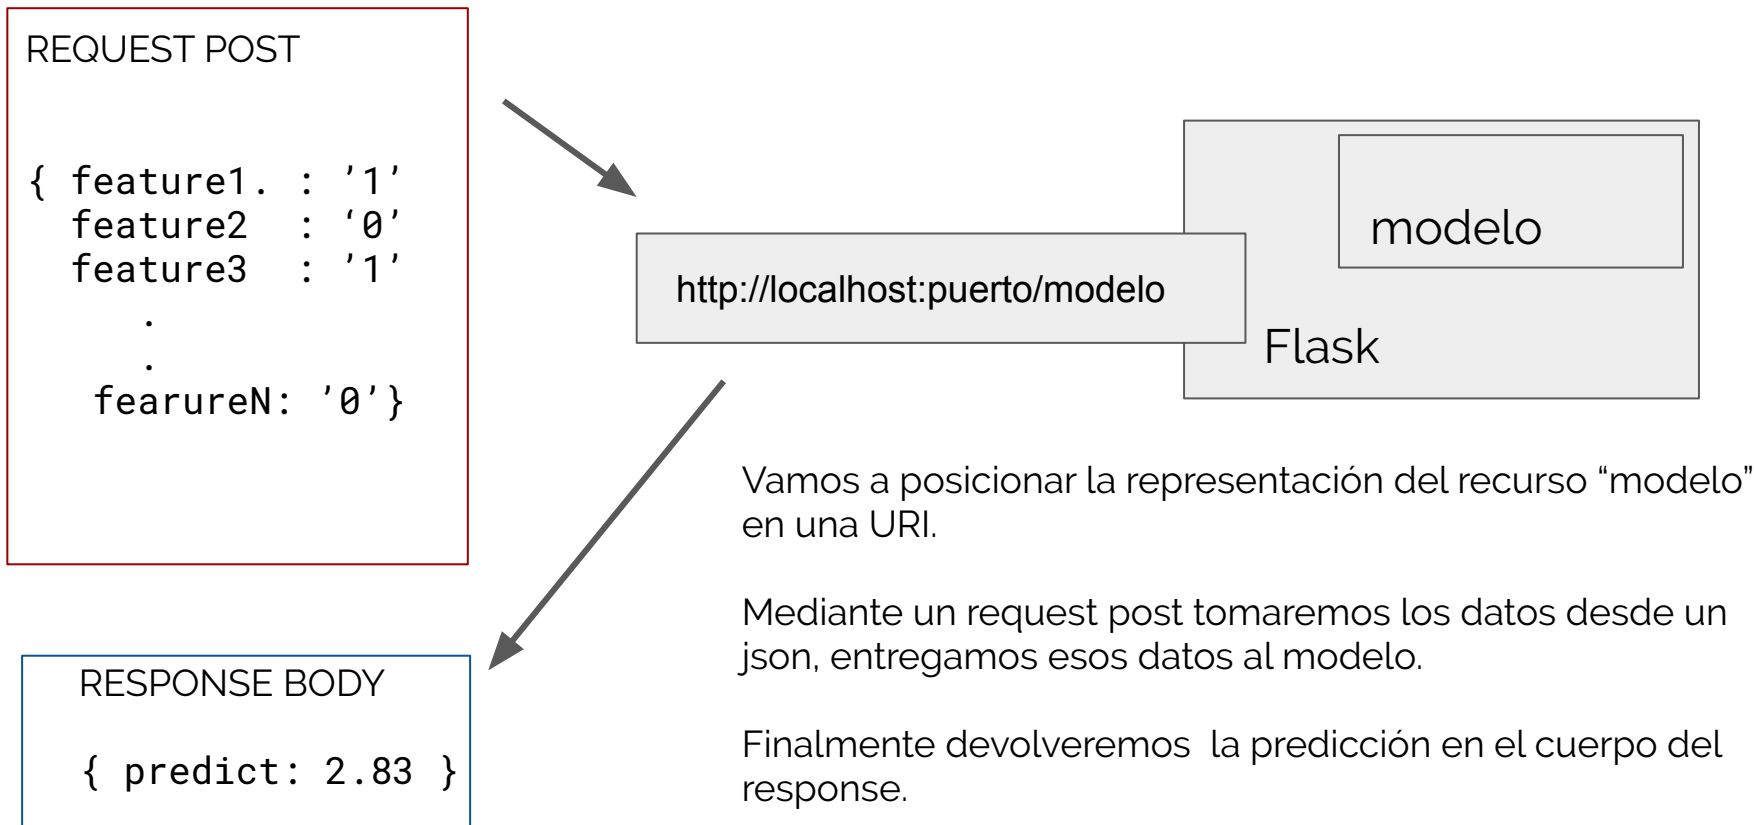 REQUEST POST
{ feature1. : ’1’
feature2 : ‘0’
feature3 : ’1’
.
.
fearureN: ’0’}
http://localhost:puerto/modelo
modelo
Flask
Vamos a posicionar la representación del recurso “modelo”
en una URI.
Mediante un request post tomaremos los datos desde un
json, entregamos esos datos al modelo.
Finalmente devolveremos la predicción en el cuerpo del
response.
RESPONSE BODY
{ predict: 2.83 }